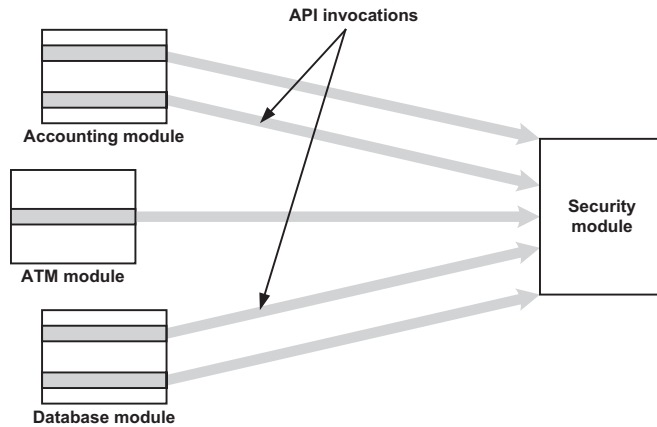 API invocations
Accounting module
Security
module
ATM module
Database module